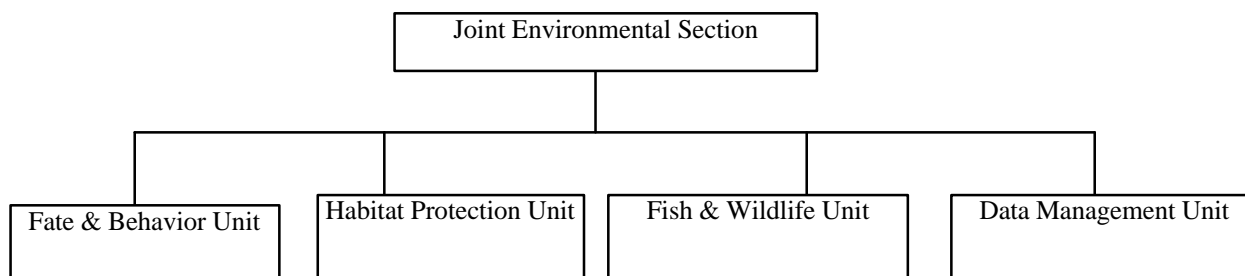 Joint Environmental Section
Fate & Behavior Unit
Habitat Protection Unit
Fish & Wildlife Unit
Data Management Unit